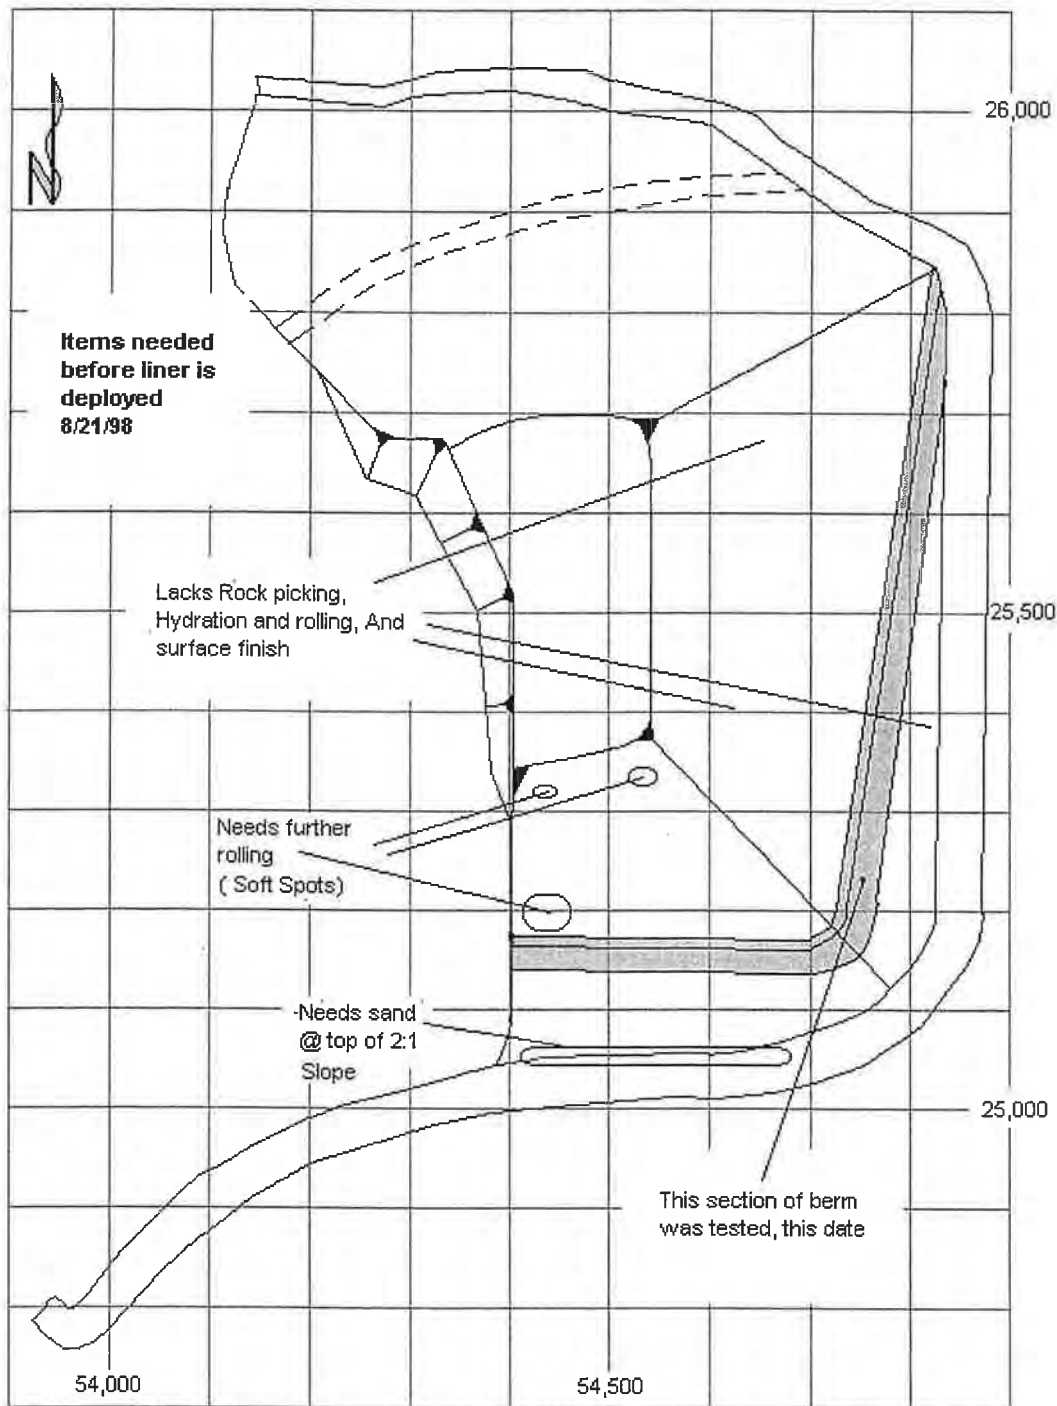 26,000
N
Items needed
before liner is
deployed
8/21/98
Lacks Rock picking,
Hydration and rolling, And
surface finish
25,500
Needs further
rolling
( Soft Spots)
-Needs sand
@ top of 2:1
Slope
25,000
This section of berm
was tested, this date
54,000
54,500